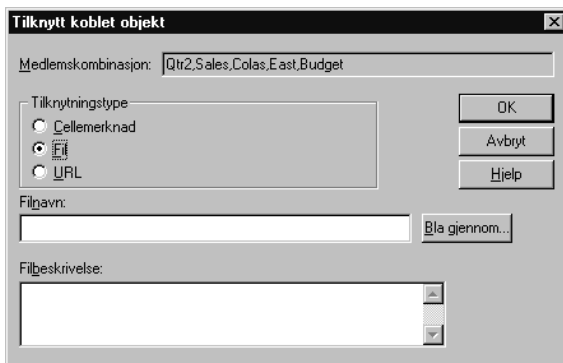 Tilknytt koblet objekt
Medlemskombinasjon: Qtr2,Sales,Colas,East,Budget
Tilknytningstype
Cellemerknad
Fil
URL
OK
Avbryt
Hjelp
Filnavn:
Bla gjennom...
Filbeskrivelse: